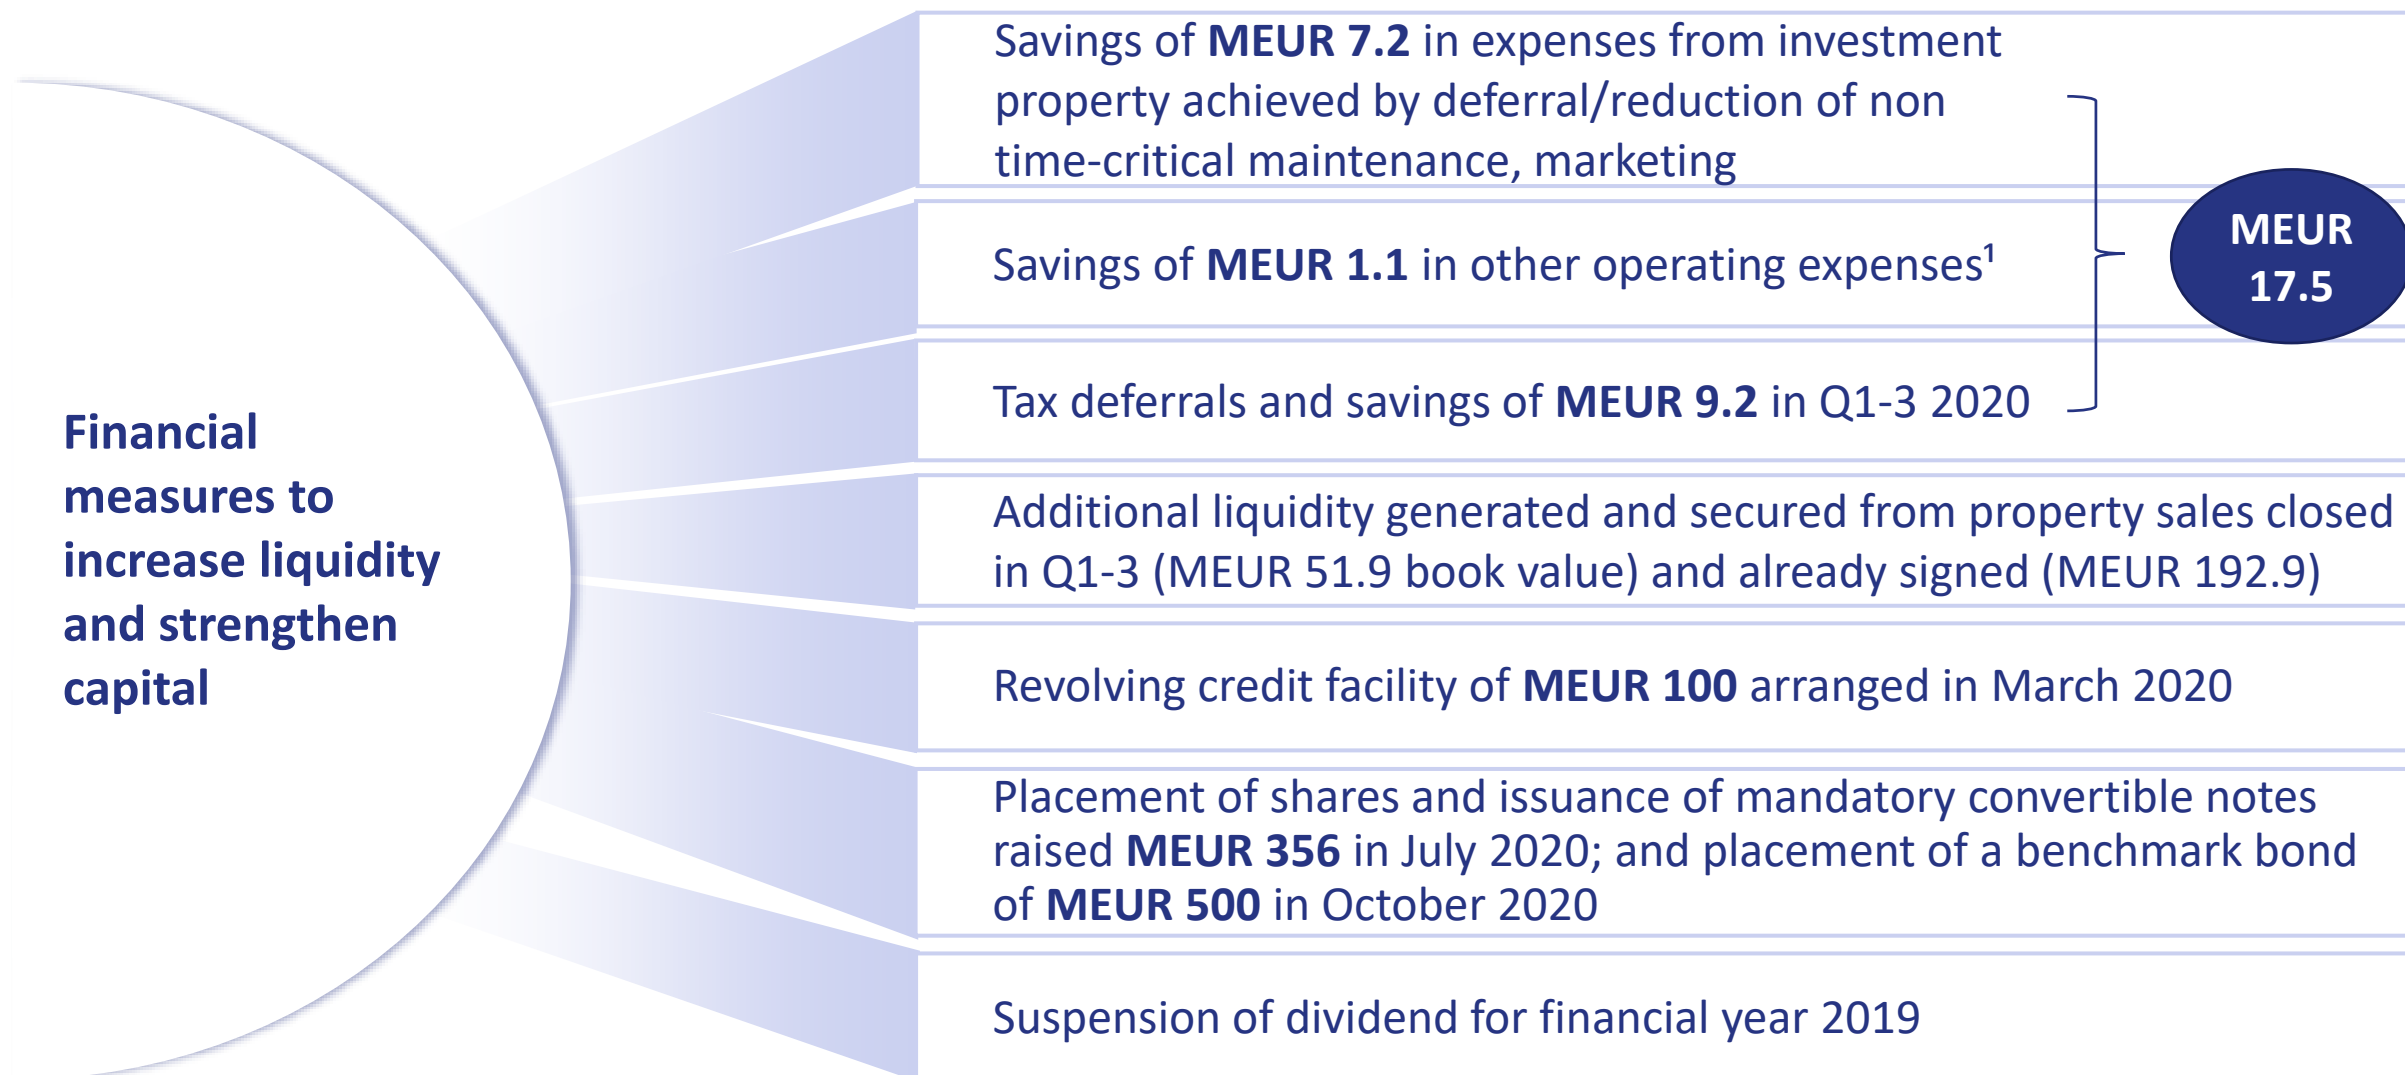 Financial
measures to
increase liquidity
and strengthen
capital
Savings of MEUR 7.2 in expenses from investment
property achieved by deferral/reduction of non
time-critical maintenance, marketing
Savings of MEUR 1.1 in other operating expenses¹
Tax deferrals and savings of MEUR 9.2 in Q1-3 2020
MEUR
17.5
Additional liquidity generated and secured from property sales closed
in Q1-3 (MEUR 51.9 book value) and already signed (MEUR 192.9)
Revolving credit facility of MEUR 100 arranged in March 2020
Placement of shares and issuance of mandatory convertible notes
raised MEUR 356 in July 2020; and placement of a benchmark bond
of MEUR 500 in October 2020
Suspension of dividend for financial year 2019